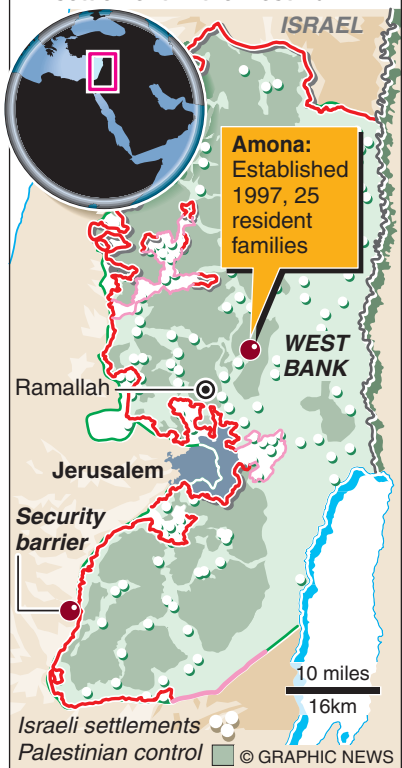 ISRAEL
Amona:
Established
1997, 25
resident
families
WEST
BANK
Ramallah
Jerusalem
Security
barrier
10 miles
16km
Israeli settlements
Palestinian control
© GRAPHIC NEWS